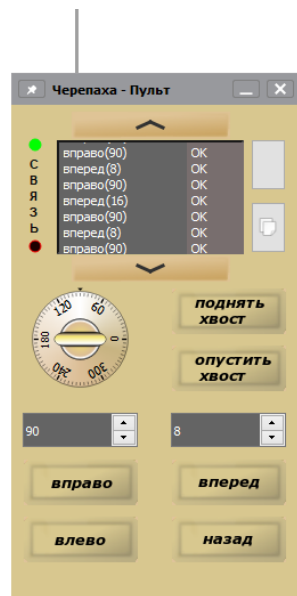 Черепаха - Пульт
С
В
Я
З
Ь
вправо(90) OK
вперед(8) OK
вправо(90) OK
вперед(16) OK
вправо(90) OK
вперед(8) OK
вправо(90) OK
120 60
180 0
240 300
поднять
хвост
опустить
хвост
90 8
вправо вперед
влево назад